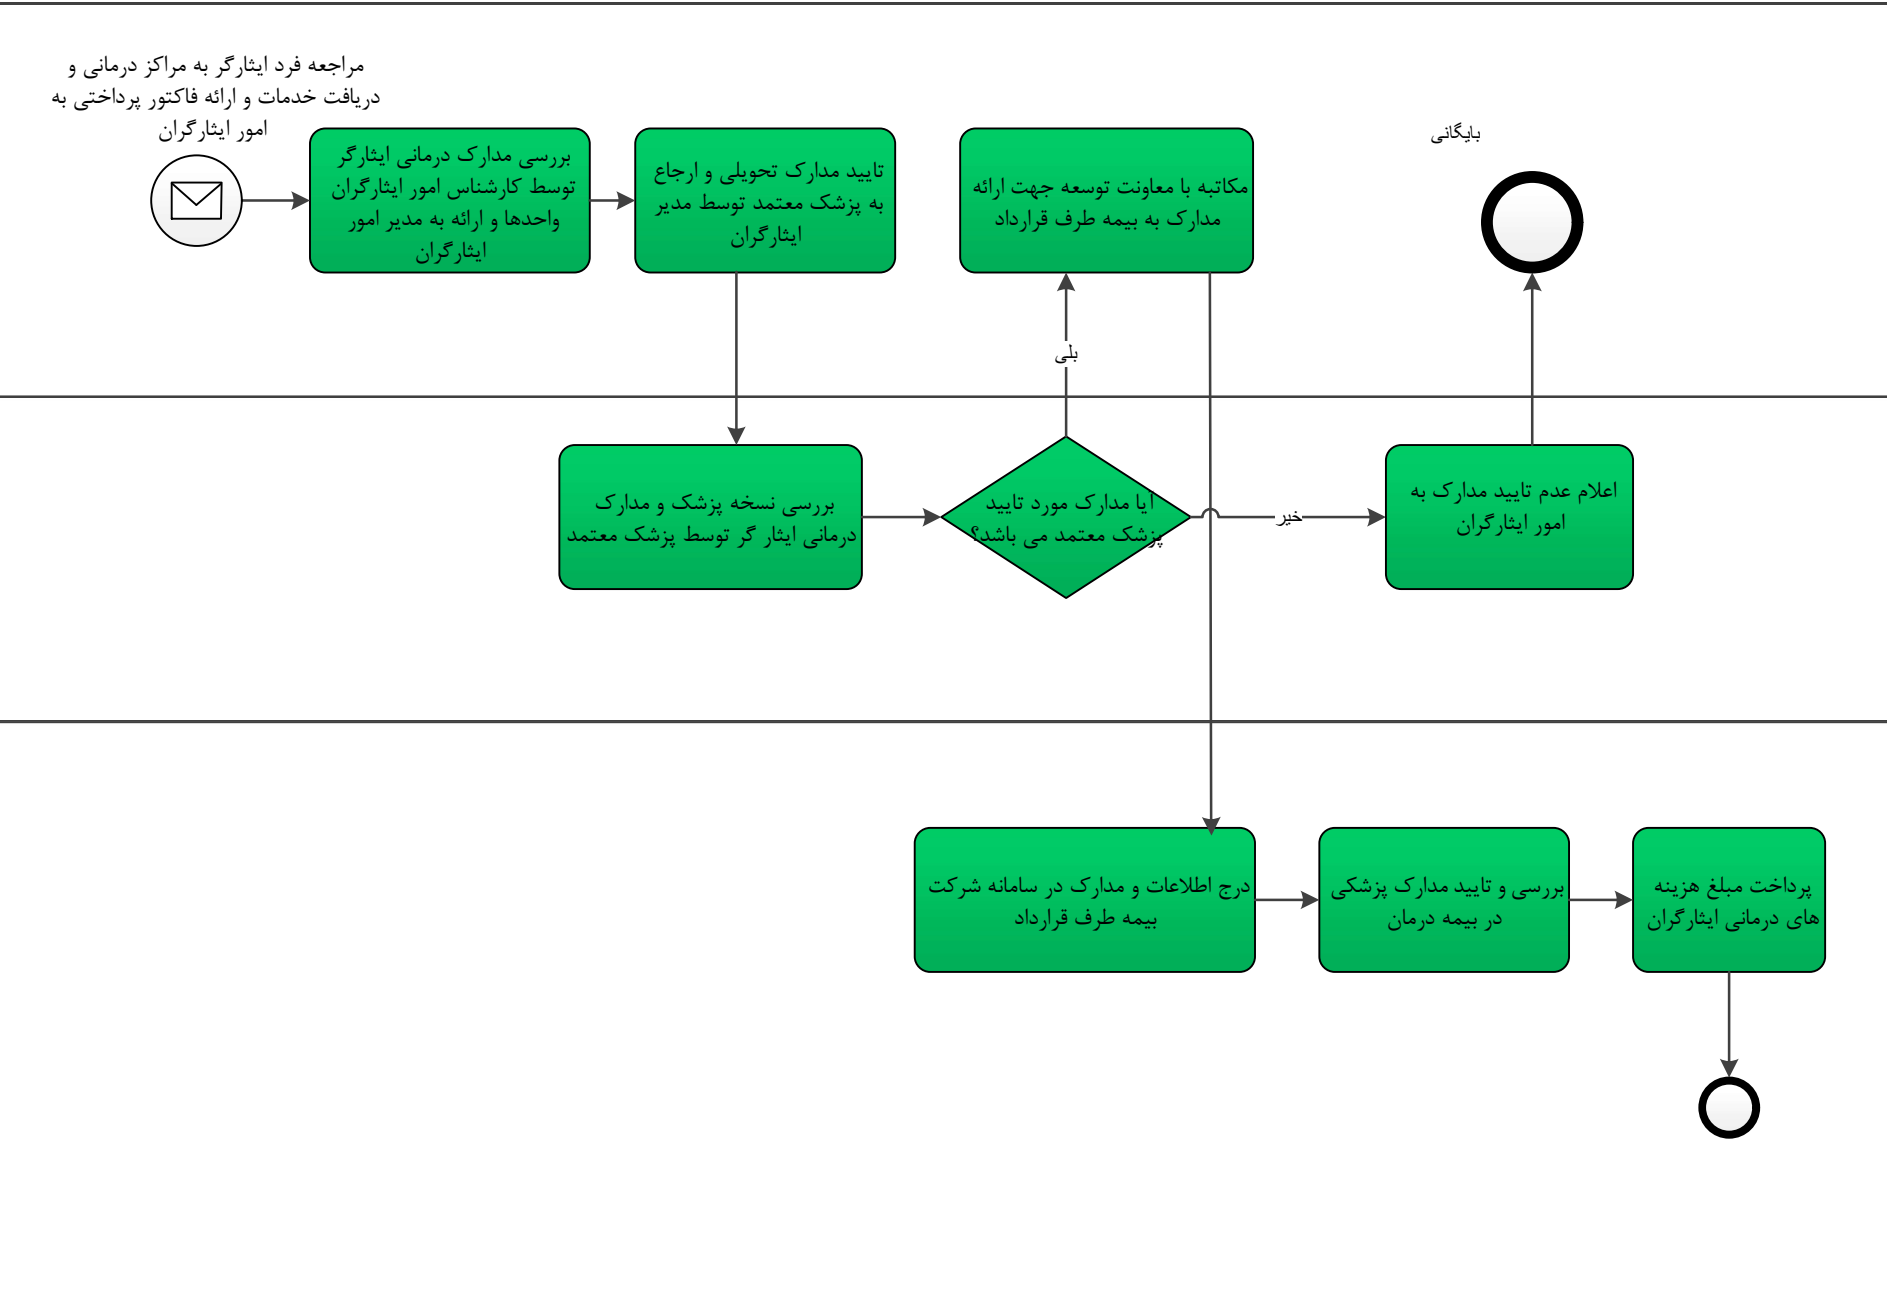 مراجعه فرد ایثارگر به مراکز درمانی و
دریافت خدمات و ارائه فاکتور پرداختی به
امور ایثارگران
بررسی مدارک درمانی ایثارگر
توسط کارشناس امور ایثارگران
واحدها و ارائه به مدیر امور
ایثارگران
تایید مدارک تحویلی و ارجاع
به پزشک معتمد توسط مدیر
ایثارگران
مکاتبه با معاونت توسعه جهت ارائه
مدارک به بیمه طرف قرارداد
بایگانی
بلی
بررسی نسخه پزشک و مدارک
درمانی ایثار گر توسط پزشک معتمد
آیا مدارک مورد تایید
پزشک معتمد می باشد؟
خیر
اعلام عدم تایید مدارک به
امور ایثارگران
درج اطلاعات و مدارک در سامانه شرکت
بیمه طرف قرارداد
بررسی و تایید مدارک پزشکی
در بیمه درمان
پرداخت مبلغ هزینه
های درمانی ایثارگران